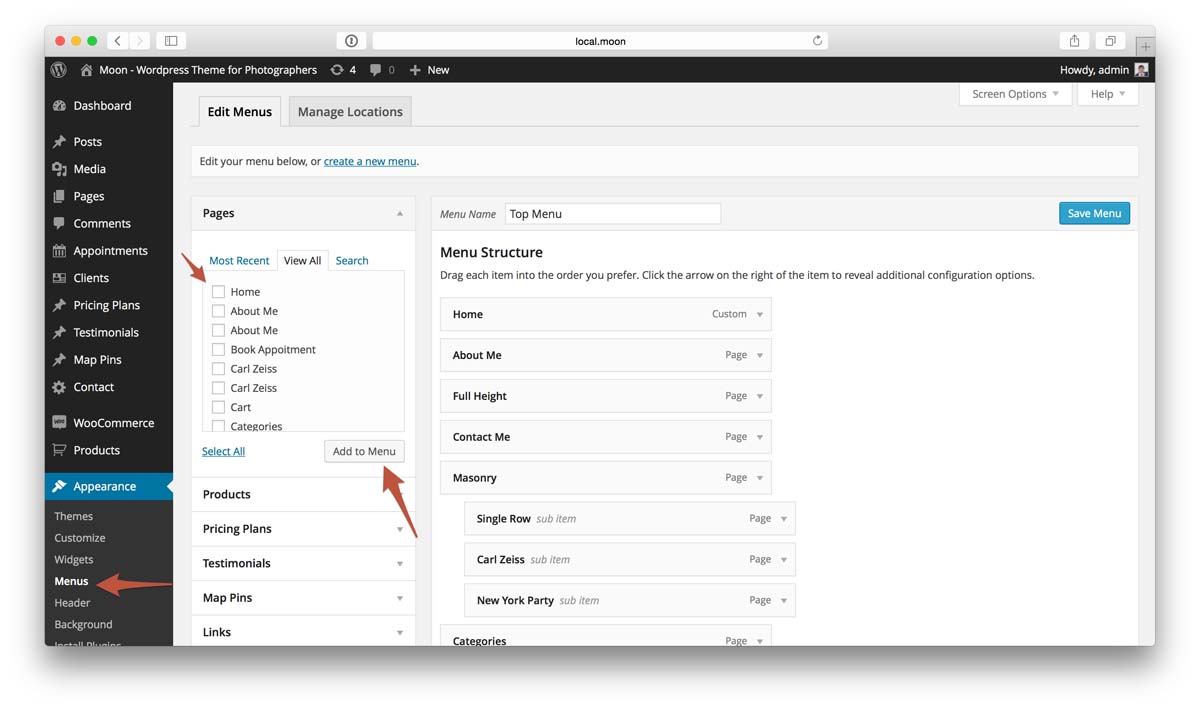 local.moon
Moon - Wordpress Theme for Photographers 4 0 New
Howdy, admin
Dashboard
Posts
Media
Pages
Comments
Appointments
Clients
Pricing Plans
Testimonials
Map Pins
Contact
WooCommerce
Products
Appearance
Themes
Customize
Widgets
Menus
Header
Background
Install Plugins
Screen Options
Help
Edit Menus
Manage Locations
Edit your menu below, or create a new menu.
Pages
Most Recent View All Search
Home
About Me
About Me
Book Appoitment
Carl Zeiss
Carl Zeiss
Cart
Categories
Select All Add to Menu
Products
Pricing Plans
Testimonials
Map Pins
Links
Menu Name Top Menu Save Menu
Menu Structure
Drag each item into the order you prefer. Click the arrow on the right of the item to reveal additional configuration options.
Home Custom
About Me Page
Full Height Page
Contact Me Page
Masonry Page
Single Row sub item Page
Carl Zeiss sub item Page
New York Party sub item Page
Categories Page